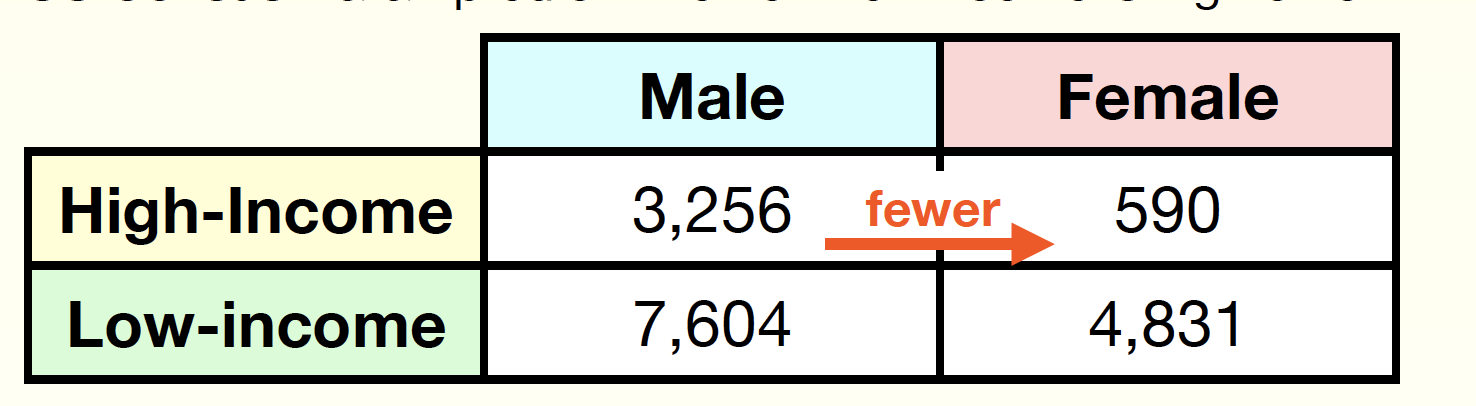 Male Female
High-Income 3,256 fewer 590
Low-income 7,604 4,831